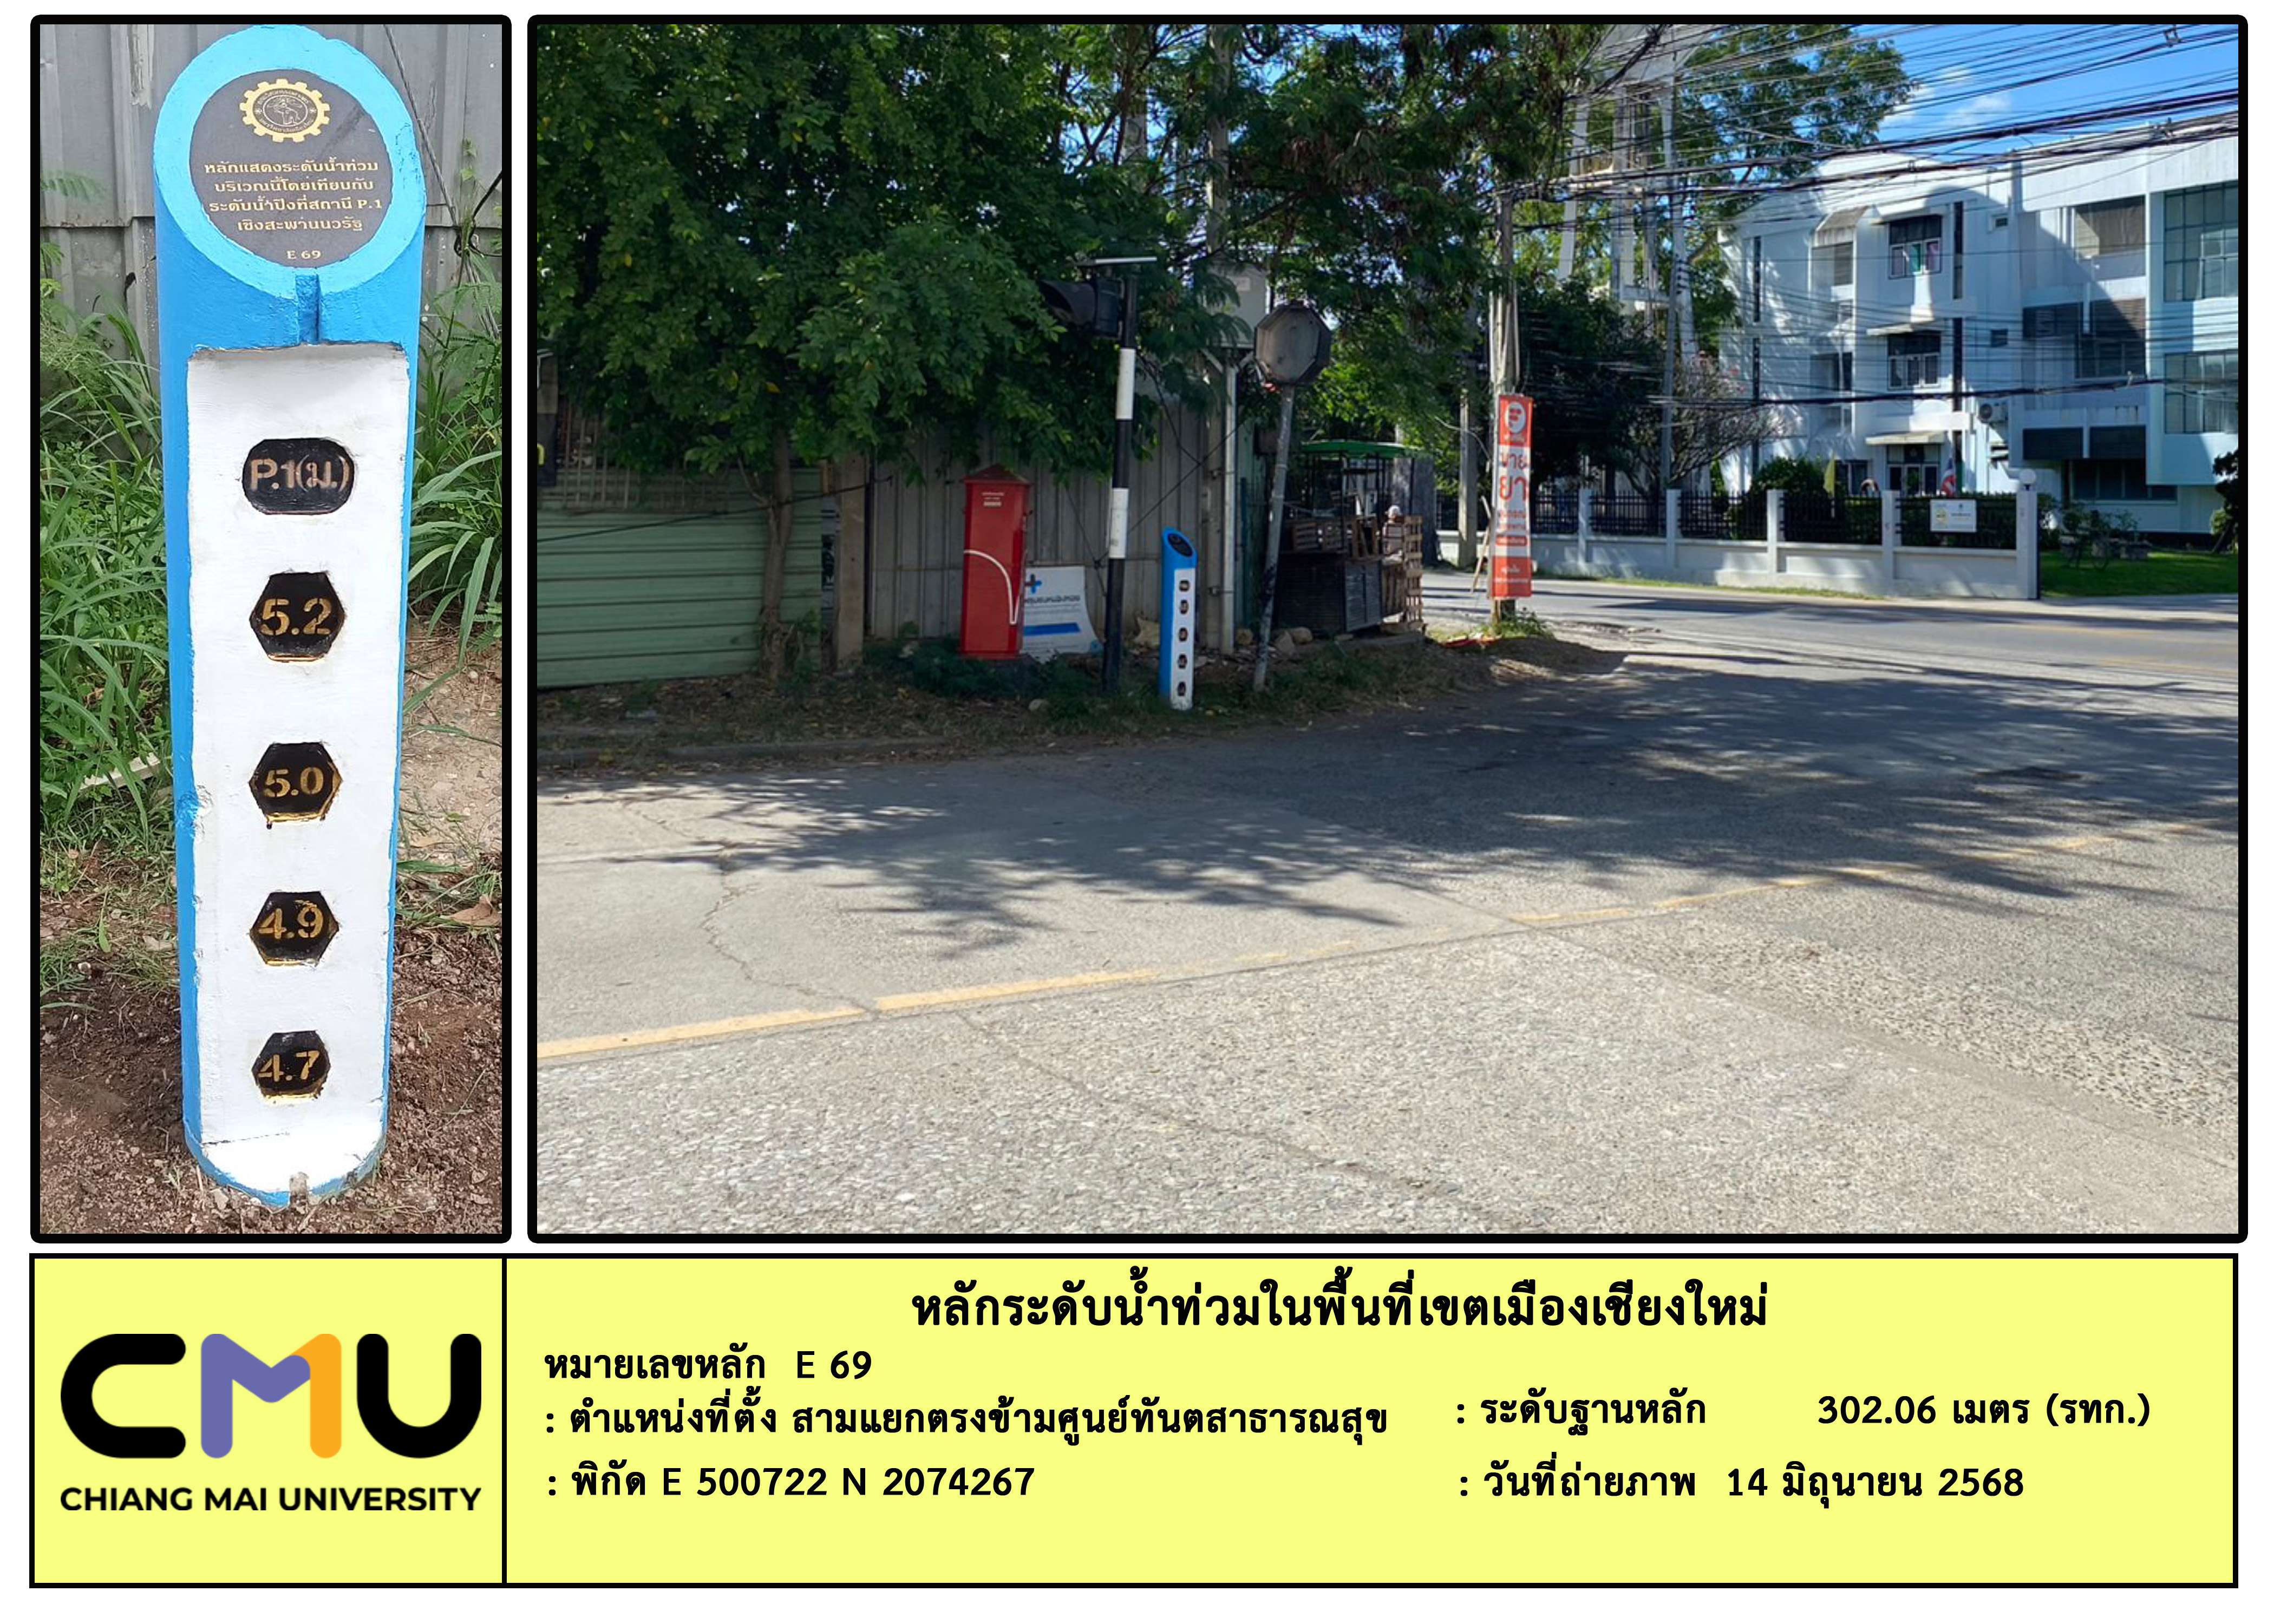 หลักแสดงระดับน้ำท่วม
บริเวณนี้โดยเทียบกับ
ระดับน้ำปิงที่สถานี P.1
เชิงสะพานนวรัฐ
E 69
P.1(ม.)
5.2
5.0
4.9
4.7
ขาย
ยา
CMU
CHIANG MAI UNIVERSITY
หลักระดับน้ำท่วมในพื้นที่เขตเมืองเชียงใหม่
หมายเลขหลัก E 69
: ตำแหน่งที่ตั้ง สามแยกตรงข้ามศูนย์ทันตสาธารณสุข
: ระดับฐานหลัก 302.06 เมตร (รทก.)
: พิกัด E 500722 N 2074267
: วันที่ถ่ายภาพ 14 มิถุนายน 2568